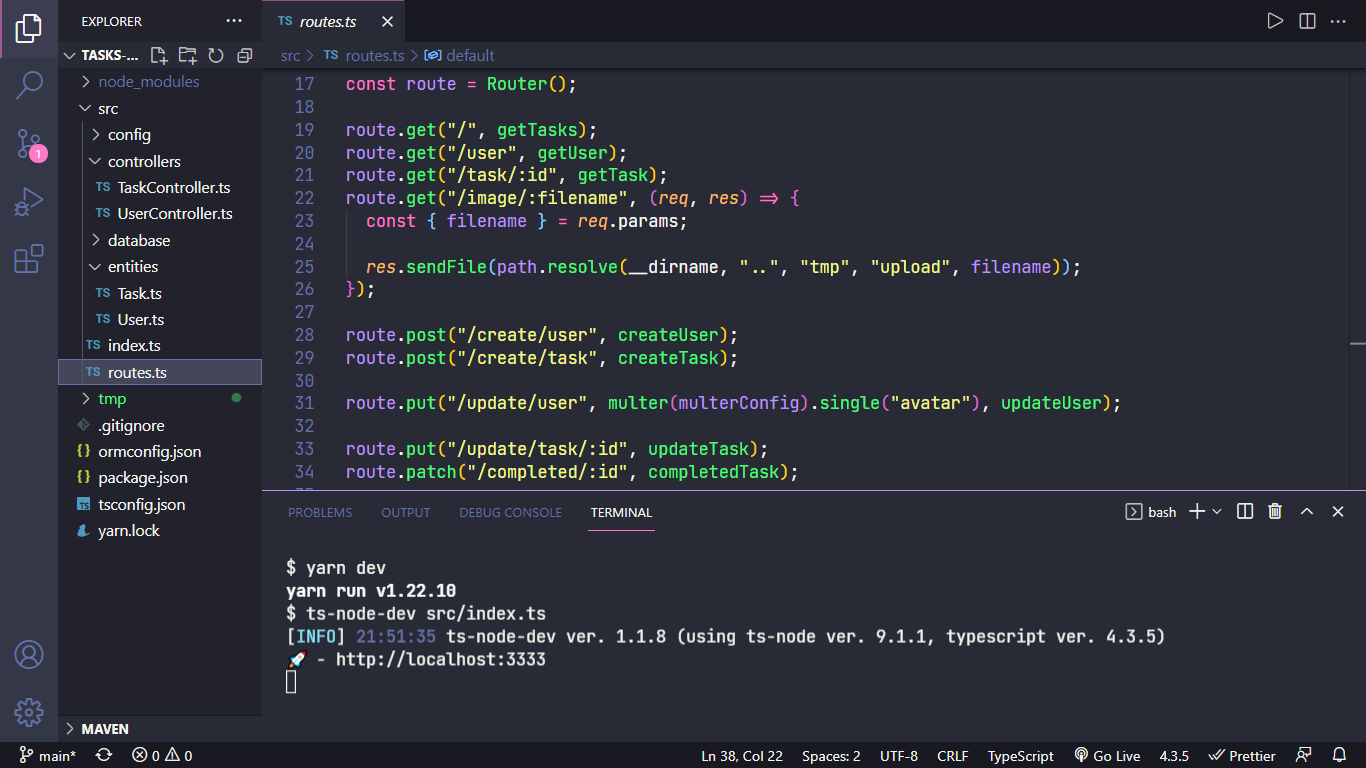 EXPLORER
TASKS-...
node_modules
src
config
controllers
TS TaskController.ts
TS UserController.ts
database
entities
TS Task.ts
TS User.ts
TS index.ts
TS routes.ts
tmp
.gitignore
{} ormconfig.json
{} package.json
TS tsconfig.json
yarn.lock
MAVEN
1
TS routes.ts
src > TS routes.ts > default
17 const route = Router();
18
19 route.get("/", getTasks);
20 route.get("/user", getUser);
21 route.get("/task/:id", getTask);
22 route.get("/image/:filename", (req, res) => {
23   const { filename } = req.params;
24
25   res.sendFile(path.resolve(__dirname, "..", "tmp", "upload", filename));
26 });
27
28 route.post("/create/user", createUser);
29 route.post("/create/task", createTask);
30
31 route.put("/update/user", multer(multerConfig).single("avatar"), updateUser);
32
33 route.put("/update/task/:id", updateTask);
34 route.patch("/completed/:id", completedTask);
PROBLEMS OUTPUT DEBUG CONSOLE TERMINAL
bash
$ yarn dev
yarn run v1.22.10
$ ts-node-dev src/index.ts
[INFO] 21:51:35 ts-node-dev ver. 1.1.8 (using ts-node ver. 9.1.1, typescript ver. 4.3.5)
🚀 - http://localhost:3333
main* 0 0 Ln 38, Col 22 Spaces: 2 UTF-8 CRLF TypeScript Go Live 4.3.5 Prettier